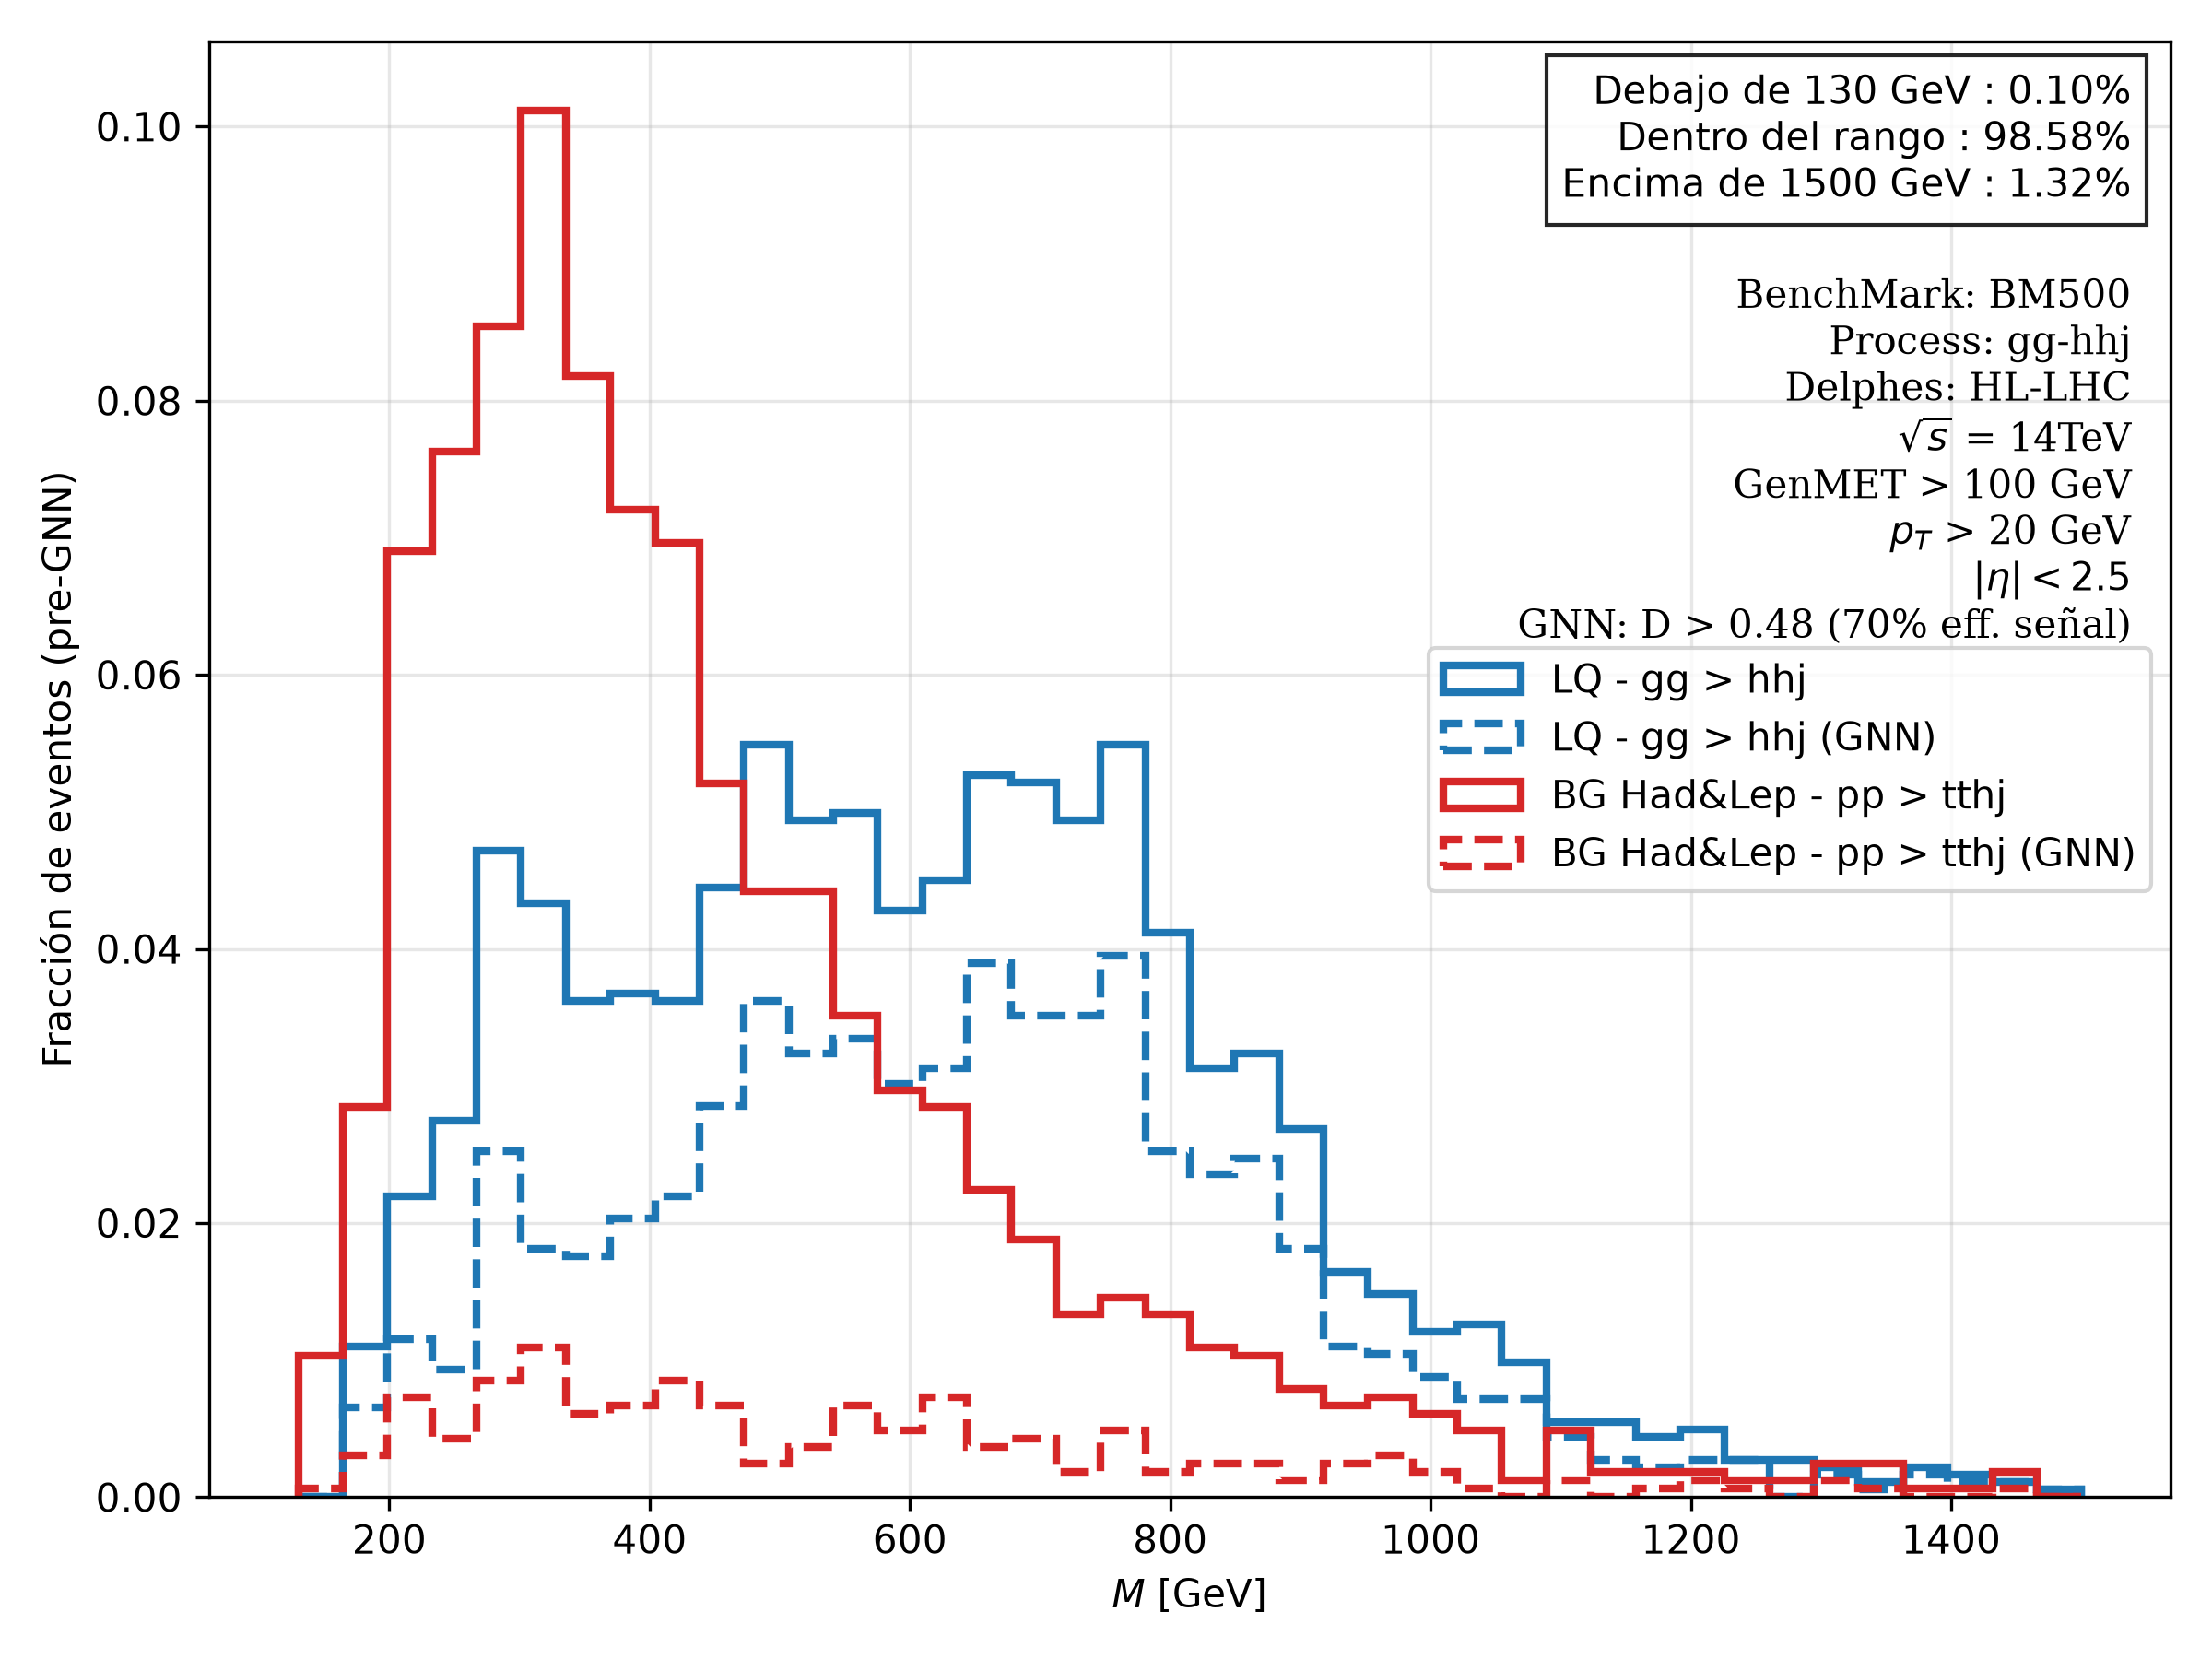 Debajo de 130 GeV : 0.10%
Dentro del rango : 98.58%
Encima de 1500 GeV : 1.32%
BenchMark: BM500
Process: gg-hhj
Delphes: HL-LHC
√s = 14TeV
GenMET > 100 GeV
p_T > 20 GeV
|η| < 2.5
GNN: D > 0.48 (70% eff. señal)
LQ - gg > hhj
LQ - gg > hhj (GNN)
BG Had&Lep - pp > tthj
BG Had&Lep - pp > tthj (GNN)
Fracción de eventos (pre-GNN)
0.10
0.08
0.06
0.04
0.02
0.00
200 400 600 800 1000 1200 1400
M [GeV]